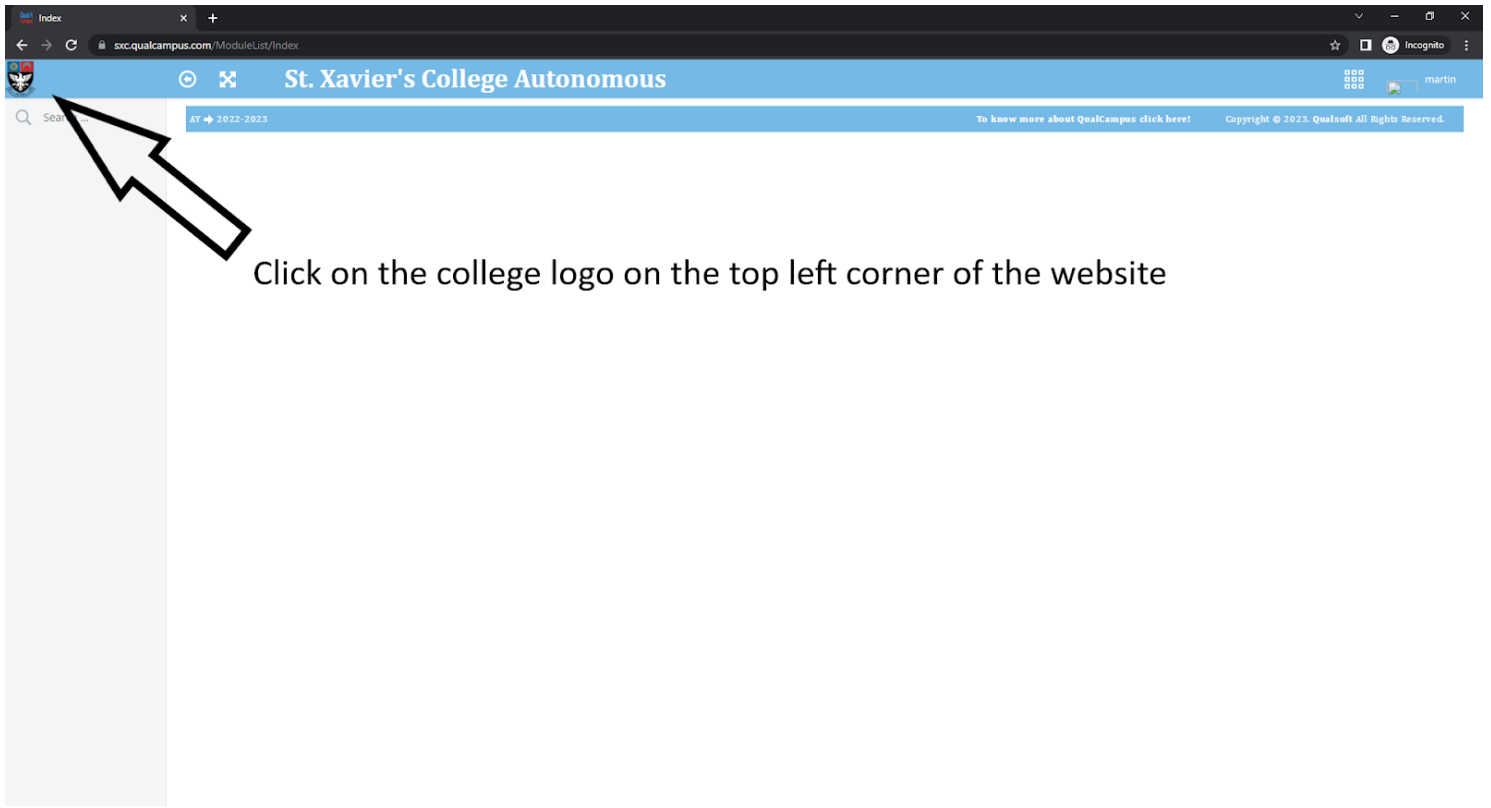 Index
sxc.qualcampus.com/ModuleList/Index
Incognito
St. Xavier's College Autonomous
martin
AY 2022-2023
To know more about QualCampus click here!
Copyright © 2023. Qualsoft All Rights Reserved.
Click on the college logo on the top left corner of the website